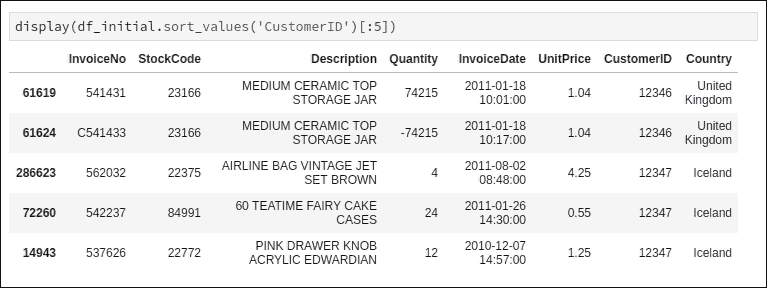 display(df_initial.sort_values('CustomerID')[:5])
InvoiceNo StockCode Description Quantity InvoiceDate UnitPrice CustomerID Country
61619 541431 23166 MEDIUM CERAMIC TOP STORAGE JAR 74215 2011-01-18 10:01:00 1.04 12346 United Kingdom
61624 C541433 23166 MEDIUM CERAMIC TOP STORAGE JAR -74215 2011-01-18 10:17:00 1.04 12346 United Kingdom
286623 562032 22375 AIRLINE BAG VINTAGE JET SET BROWN 4 2011-08-02 08:48:00 4.25 12347 Iceland
72260 542237 84991 60 TEATIME FAIRY CAKE CASES 24 2011-01-26 14:30:00 0.55 12347 Iceland
14943 537626 22772 PINK DRAWER KNOB ACRYLIC EDWARDIAN 12 2010-12-07 14:57:00 1.25 12347 Iceland